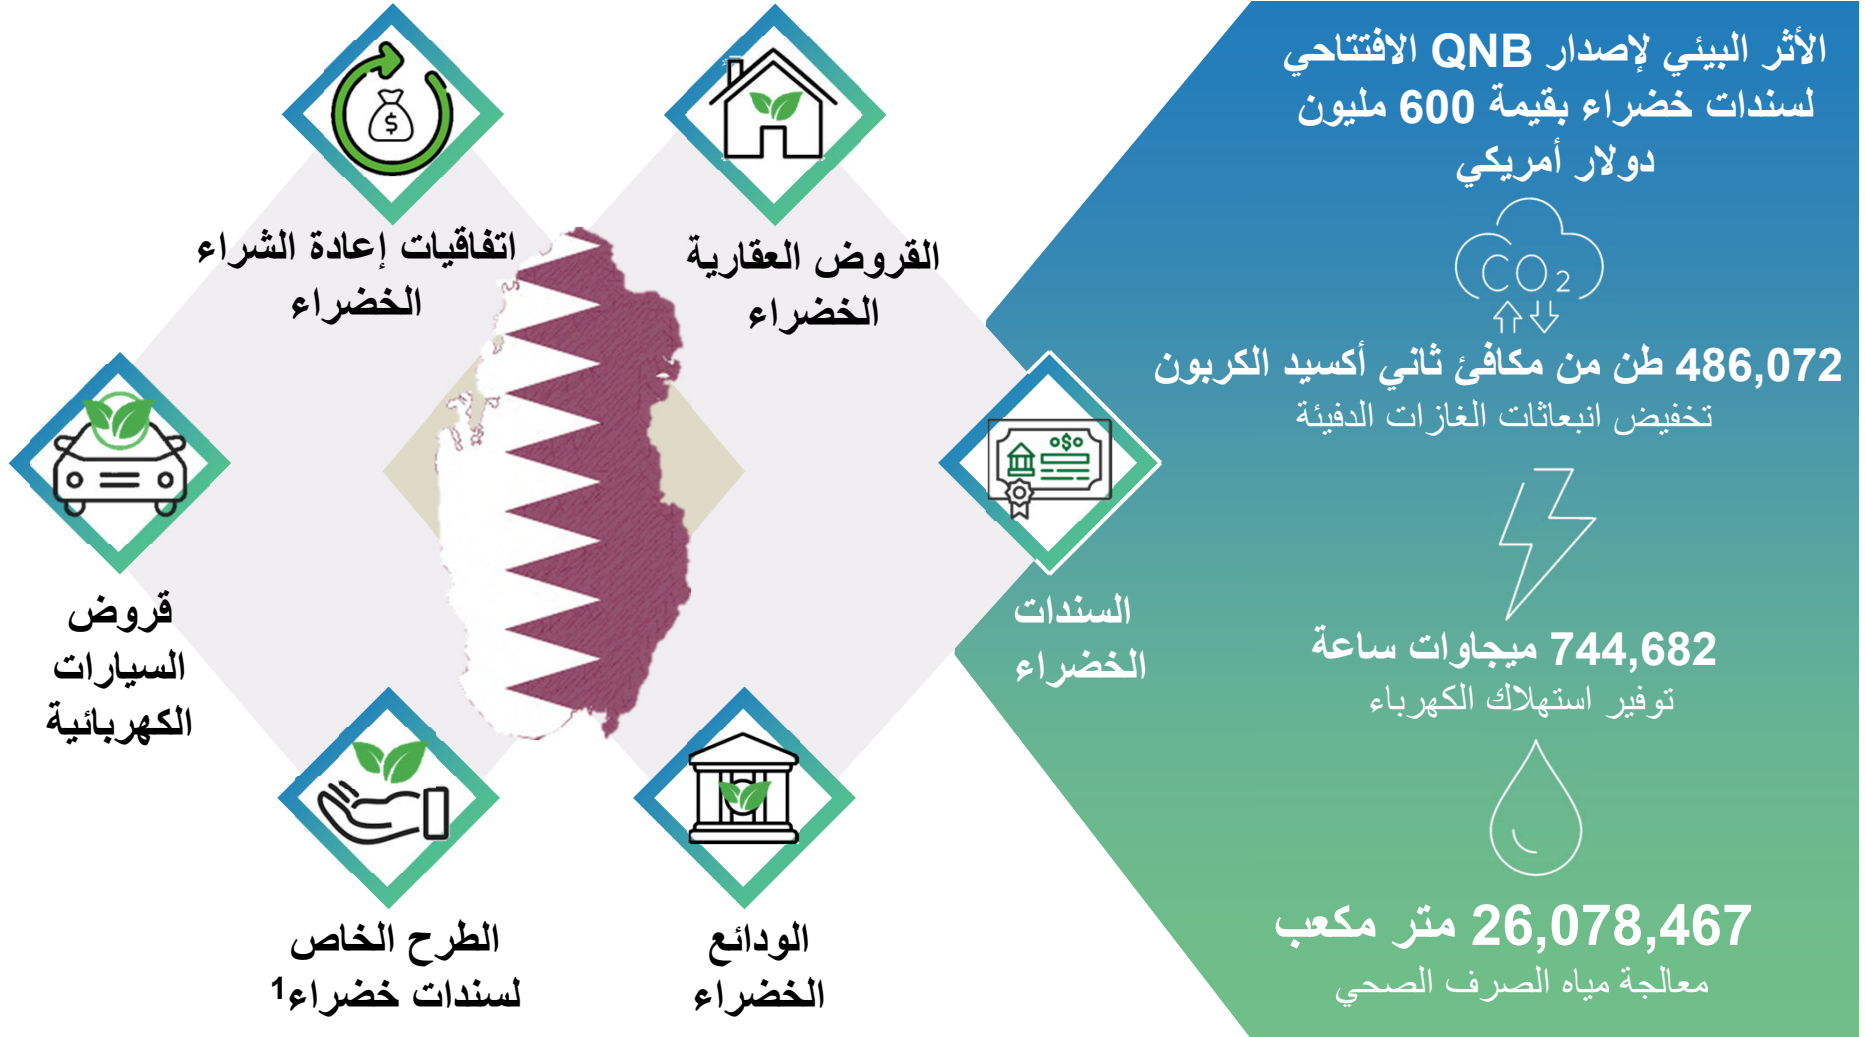 الأثر البيئي لإصدار QNB الافتتاحي
لسندات خضراء بقيمة 600 مليون
دولار أمريكي
CO2
486,072 طن من مكافئ ثاني أكسيد الكربون
تخفيض انبعاثات الغازات الدفيئة
744,682 ميجاوات ساعة
توفير استهلاك الكهرباء
26,078,467 متر مكعب
معالجة مياه الصرف الصحي
السندات
الخضراء
القروض العقارية
الخضراء
اتفاقيات إعادة الشراء
الخضراء
قروض
السيارات
الكهربائية
الودائع
الخضراء
الطرح الخاص
لسندات خضراء1